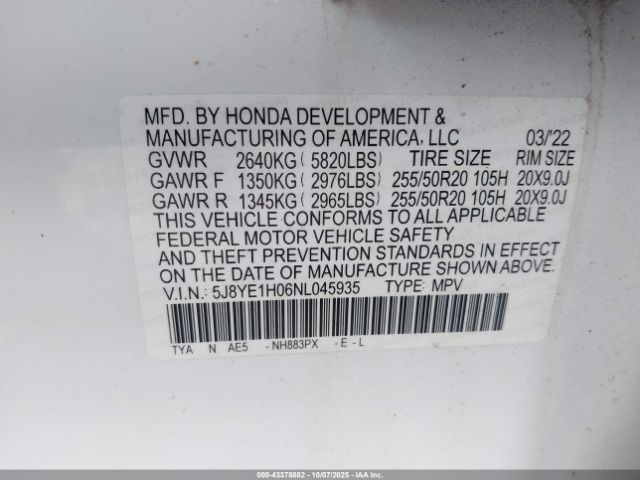 MFD. BY HONDA DEVELOPMENT &
MANUFACTURING OF AMERICA, LLC 03/'22
GVWR 2640KG ( 5820LBS) TIRE SIZE RIM SIZE
GAWR F 1350KG ( 2976LBS) 255/50R20 105H 20X9.0J
GAWR R 1345KG ( 2965LBS) 255/50R20 105H 20X9.0J
THIS VEHICLE CONFORMS TO ALL APPLICABLE
FEDERAL MOTOR VEHICLE SAFETY
AND THEFT PREVENTION STANDARDS IN EFFECT
ON THE DATE OF MANUFACTURE SHOWN ABOVE.
V.I.N.: 5J8YE1H06NL045935 TYPE: MPV
TYA N AE5 -NH883PX -E-L
000-43378882 - 10/07/2025 - IAAI.COM